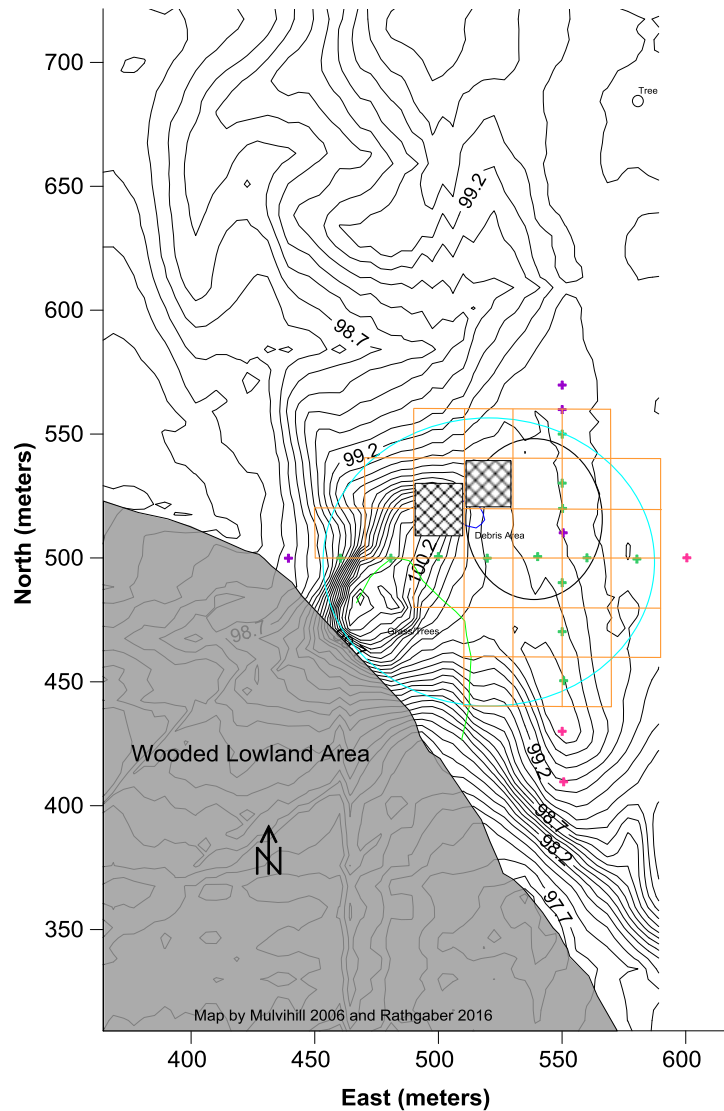 700
Tree
650
99.2
600
98.7
550
99.2
North (meters)
Debris Area
500
100.2
98.7
Grass/Trees
450
Wooded Lowland Area
99.2
400
98.7
98.2
N
350
97.7
Map by Mulvihill 2006 and Rathgaber 2016
400
450
500
550
600
East (meters)